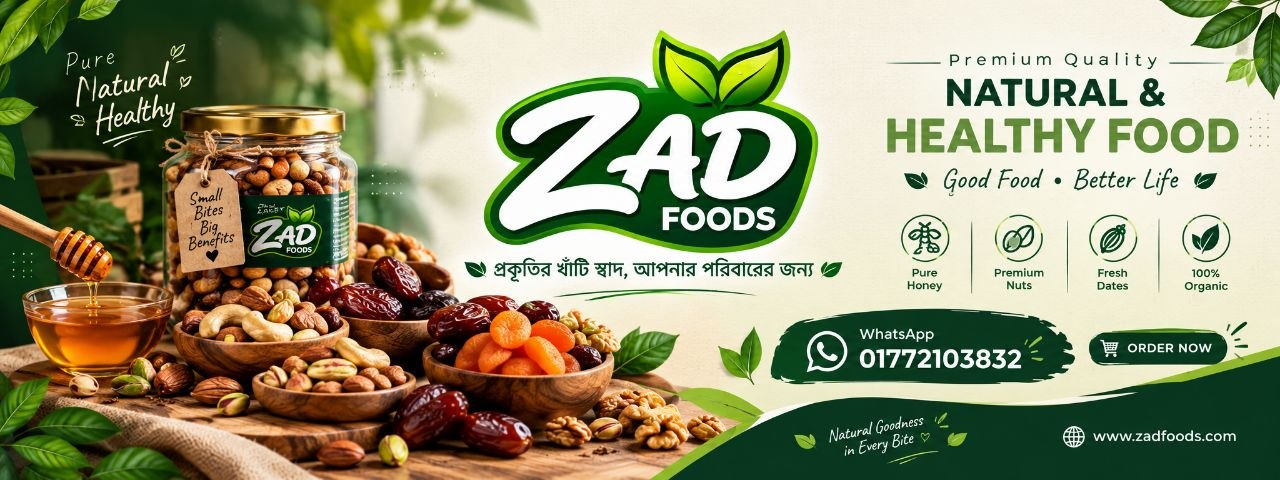 Pure
Natural
Healthy
Small
Bites
Big
Benefits
ZAD
FOODS
ZAD
FOODS
প্রকৃতির খাঁটি স্বাদ, আপনার পরিবারের জন্য
Premium Quality
NATURAL &
HEALTHY FOOD
Good Food • Better Life
Pure
Honey
Premium
Nuts
Fresh
Dates
100%
Organic
WhatsApp
01772103832
ORDER NOW
Natural Goodness
in Every Bite
www.zadfoods.com